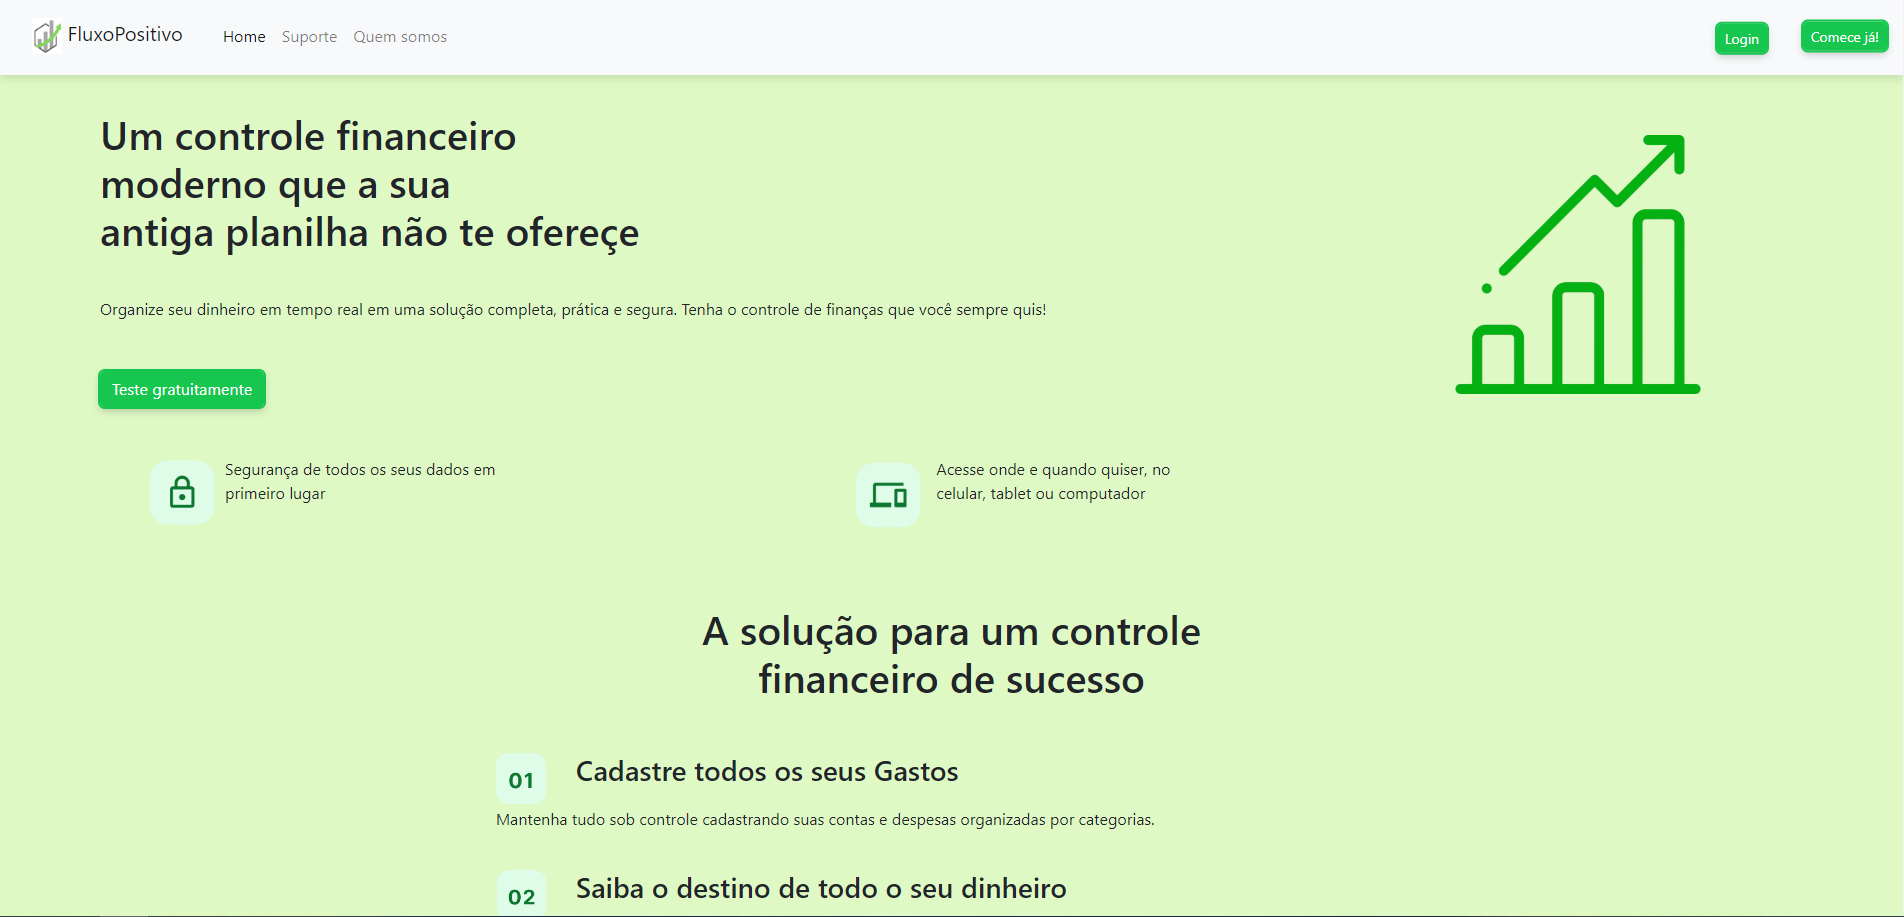 FluxoPositivo
Home
Suporte
Quem somos
Login
Comece já!
Um controle financeiro
moderno que a sua
antiga planilha não te ofereçe
Organize seu dinheiro em tempo real em uma solução completa, prática e segura. Tenha o controle de finanças que você sempre quis!
Teste gratuitamente
Segurança de todos os seus dados em
primeiro lugar
Acesse onde e quando quiser, no
celular, tablet ou computador
A solução para um controle
financeiro de sucesso
01
Cadastre todos os seus Gastos
Mantenha tudo sob controle cadastrando suas contas e despesas organizadas por categorias.
02
Saiba o destino de todo o seu dinheiro